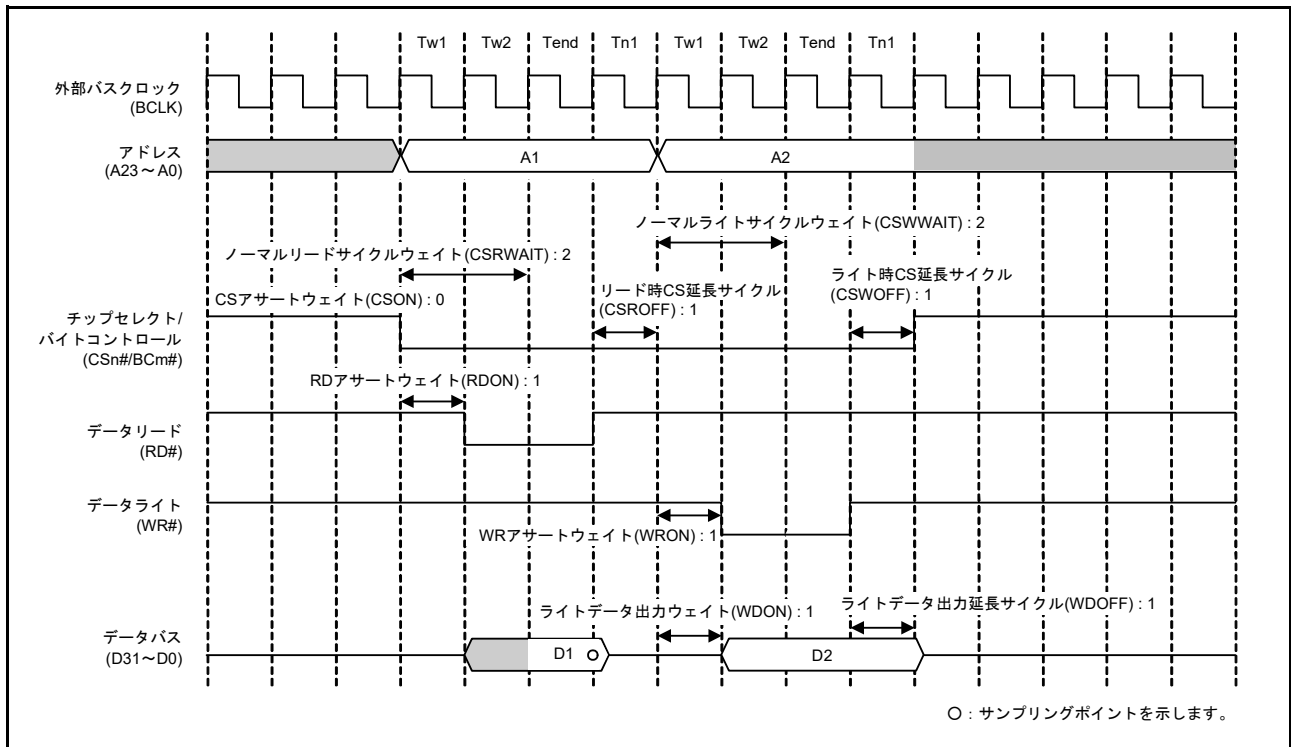 Tw1 Tw2 Tend Tn1 Tw1 Tw2 Tend Tn1
外部バスクロック
(BCLK)
アドレス
(A23～A0)
A1
A2
ノーマルライトサイクルウェイト(CSWWAIT) : 2
ノーマルリードサイクルウェイト(CSRWAIT) : 2
ライト時CS延長サイクル
(CSWOFF) : 1
リード時CS延長サイクル
(CSROFF) : 1
CSアサートウェイト(CSON) : 0
チップセレクト/
バイトコントロール
(CSn#/BCm#)
RDアサートウェイト(RDON) : 1
データリード
(RD#)
データライト
(WR#)
WRアサートウェイト(WRON) : 1
ライトデータ出力ウェイト(WDON) : 1
ライトデータ出力延長サイクル(WDOFF) : 1
データバス
(D31～D0)
D1
D2
○ : サンプリングポイントを示します。